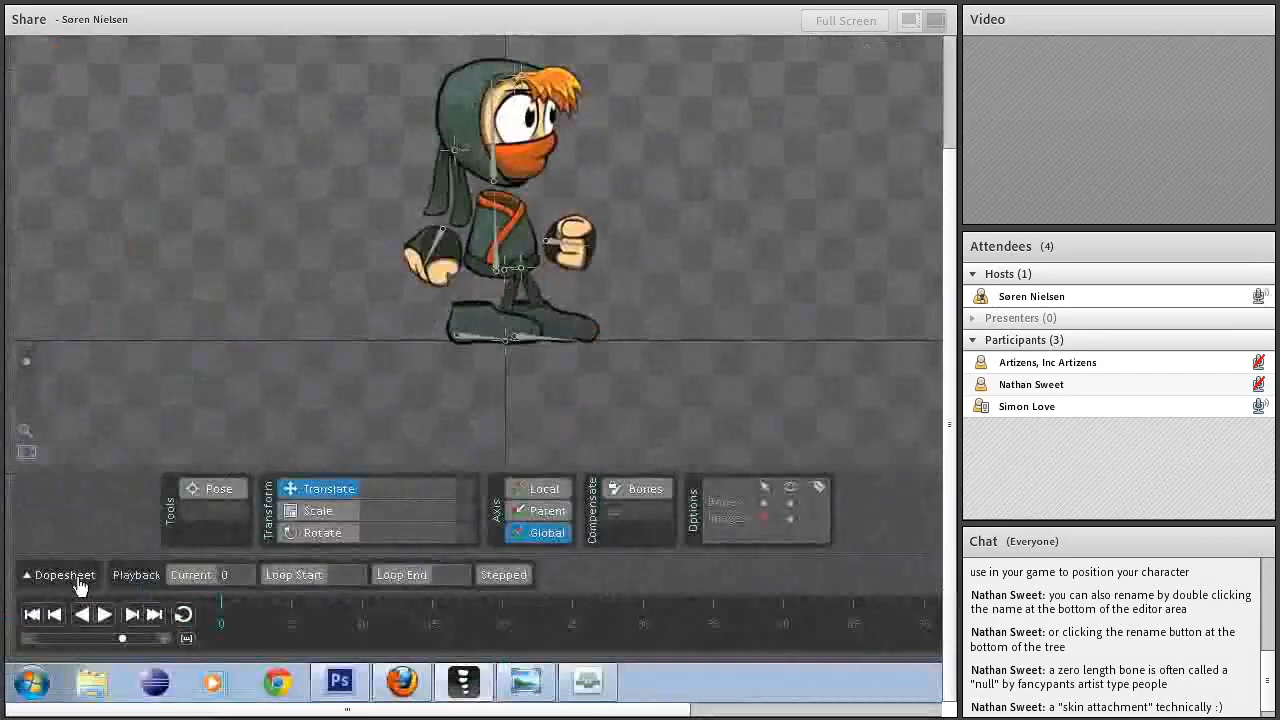 Share - Søren Nielsen
Full Screen
Video
Attendees (4)
Hosts (1)
Søren Nielsen
Presenters (0)
Participants (3)
Artizens, Inc Artizens
Nathan Sweet
Simon Love
Chat (Everyone)
use in your game to position your character
Nathan Sweet: you can also rename by double clicking
the name at the bottom of the editor area
Nathan Sweet: or clicking the rename button at the
bottom of the tree
Nathan Sweet: a zero length bone is often called a
"null" by fancypants artist type people
Nathan Sweet: a "skin attachment" technically :)
Tools
Pose
Transform
Translate
Scale
Rotate
Axis
Local
Parent
Global
Compensate
Bones
Options
Dopesheet
Playback
Current 0
Loop Start
Loop End
Stepped
0
Ps